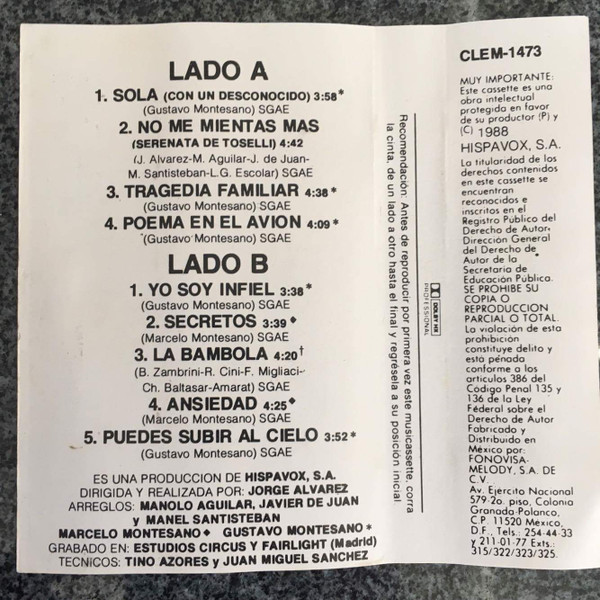 LADO A
1. SOLA (CON UN DESCONOCIDO) 3:58*
(Gustavo Montesano) SGAE
2. NO ME MIENTAS MAS
(SERENATA DE TOSELLI) 4:42
(J. Alvarez-M. Aguilar-J. de Juan-
M. Santisteban-L.G. Escolar) SGAE
3. TRAGEDIA FAMILIAR 4:38*
(Gustavo Montesano) SGAE
4. POEMA EN EL AVION 4:09*
(Gustavo Montesano) SGAE
LADO B
1. YO SOY INFIEL 3:38*
(Gustavo Montesano) SGAE
2. SECRETOS 3:39◆
(Marcelo Montesano) SGAE
3. LA BAMBOLA 4:20†
(B. Zambrini-R. Cini-F. Migliaci-
Ch. Baltasar-Amarat) SGAE
4. ANSIEDAD 4:25◆
(Marcelo Montesano) SGAE
5. PUEDES SUBIR AL CIELO 3:52*
(Gustavo Montesano) SGAE
ES UNA PRODUCCION DE HISPAVOX, S.A.
DIRIGIDA Y REALIZADA POR: JORGE ALVAREZ
ARREGLOS: MANOLO AGUILAR, JAVIER DE JUAN
Y MANEL SANTISTEBAN
MARCELO MONTESANO◆ GUSTAVO MONTESANO*
GRABADO EN: ESTUDIOS CIRCUS Y FAIRLIGHT (Madrid)
TECNICOS: TINO AZORES y JUAN MIGUEL SANCHEZ
Recomendación: Antes de reproducir por primera vez este musicassette, corra
la cinta, de un lado a otro hasta el final y regrésela a su posición inicial
DOLBY HX
PROFESSIONAL
CLEM-1473
MUY IMPORTANTE:
Este cassette es una
obra intelectual
protegida en favor
de su productor (P) y
(C) 1988
HISPAVOX, S.A.
La titularidad de los
derechos contenidos
en este cassette se
encuentran
reconocidos e
inscritos en el
Registro Público del
Derecho de Autor.
Dirección General
del Derecho de
Autor de la
Secretaría de
Educación Pública.
SE PROHIBE SU
COPIA O
REPRODUCCION
PARCIAL O TOTAL.
La violación de esta
prohibición
constituye delito y
está penada
conforme a los
artículos 386 del
Código Penal 135 y
136 de la Ley
Féderal sobre el
Derecho de Autor
Fabricado y
Distribuido en
México por:
FONOVISA-
MELODY, S.A. DE
C.V.
Av. Ejército Nacional
579-2o. piso, Colonia
Granada-Polanco,
C.P. 11520 México,
D.F., Tels.: 254-44-33
y 211-01-77 Exts.:
315/322/323/325.